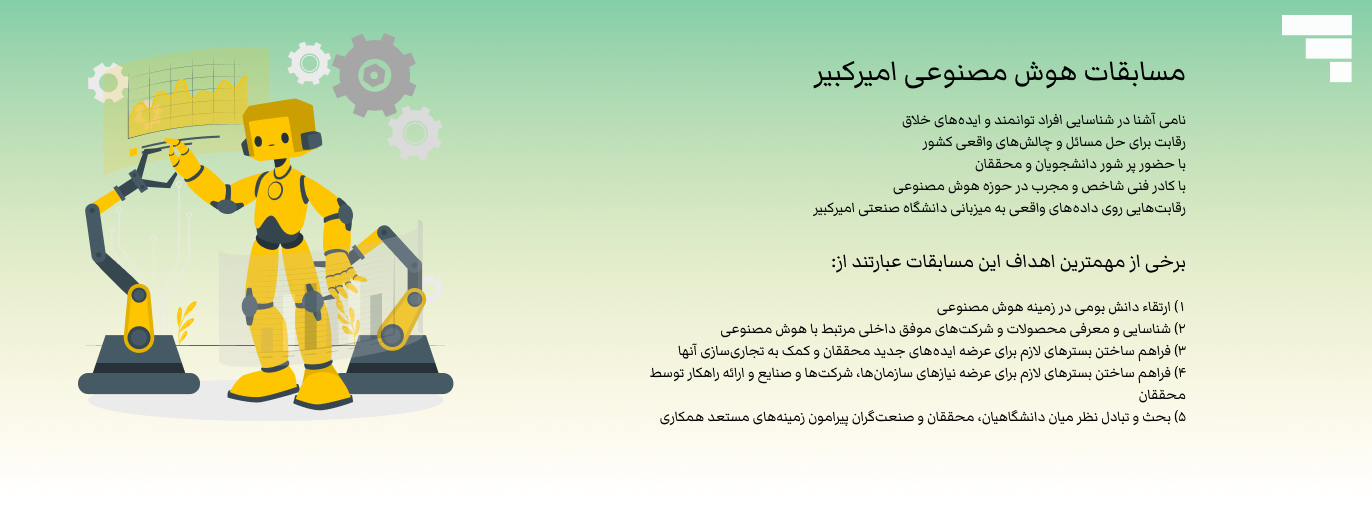 مسابقات هوش مصنوعی امیرکبیر
نامی آشنا در شناسایی افراد توانمند و ایده‌های خلاق
رقابت برای حل مسائل و چالش‌های واقعی کشور
با حضور پر شور دانشجویان و محققان
با کادر فنی شاخص و مجرب در حوزه هوش مصنوعی
رقابت‌هایی روی داده‌های واقعی به میزبانی دانشگاه صنعتی امیرکبیر
برخی از مهمترین اهداف این مسابقات عبارتند از:
۱) ارتقاء دانش بومی در زمینه هوش مصنوعی
۲) شناسایی و معرفی محصولات و شرکت‌های موفق داخلی مرتبط با هوش مصنوعی
۳) فراهم ساختن بسترهای لازم برای عرضه ایده‌های جدید محققان و کمک به تجاری‌سازی آنها
۴) فراهم ساختن بسترهای لازم برای عرضه نیازهای سازمان‌ها، شرکت‌ها و صنایع و ارائه راهکار توسط
محققان
۵) بحث و تبادل نظر میان دانشگاهیان، محققان و صنعت‌گران پیرامون زمینه‌های مستعد همکاری